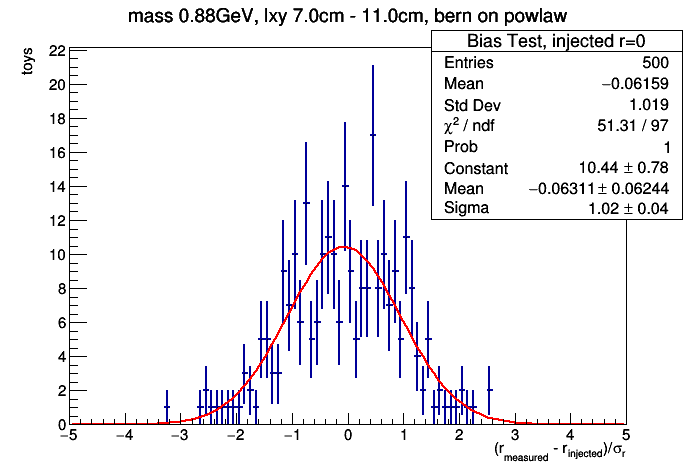 mass 0.88GeV, lxy 7.0cm - 11.0cm, bern on powlaw
Bias Test, injected r=0
Entries 500
Mean −0.06159
Std Dev 1.019
χ² / ndf 51.31 / 97
Prob 1
Constant 10.44 ± 0.78
Mean −0.06311± 0.06244
Sigma 1.02 ± 0.04
toys
22
20
18
16
14
12
10
8
6
4
2
0
−5 −4 −3 −2 −1 0 1 2 3 4 5
(r_measured - r_injected)/σ_r